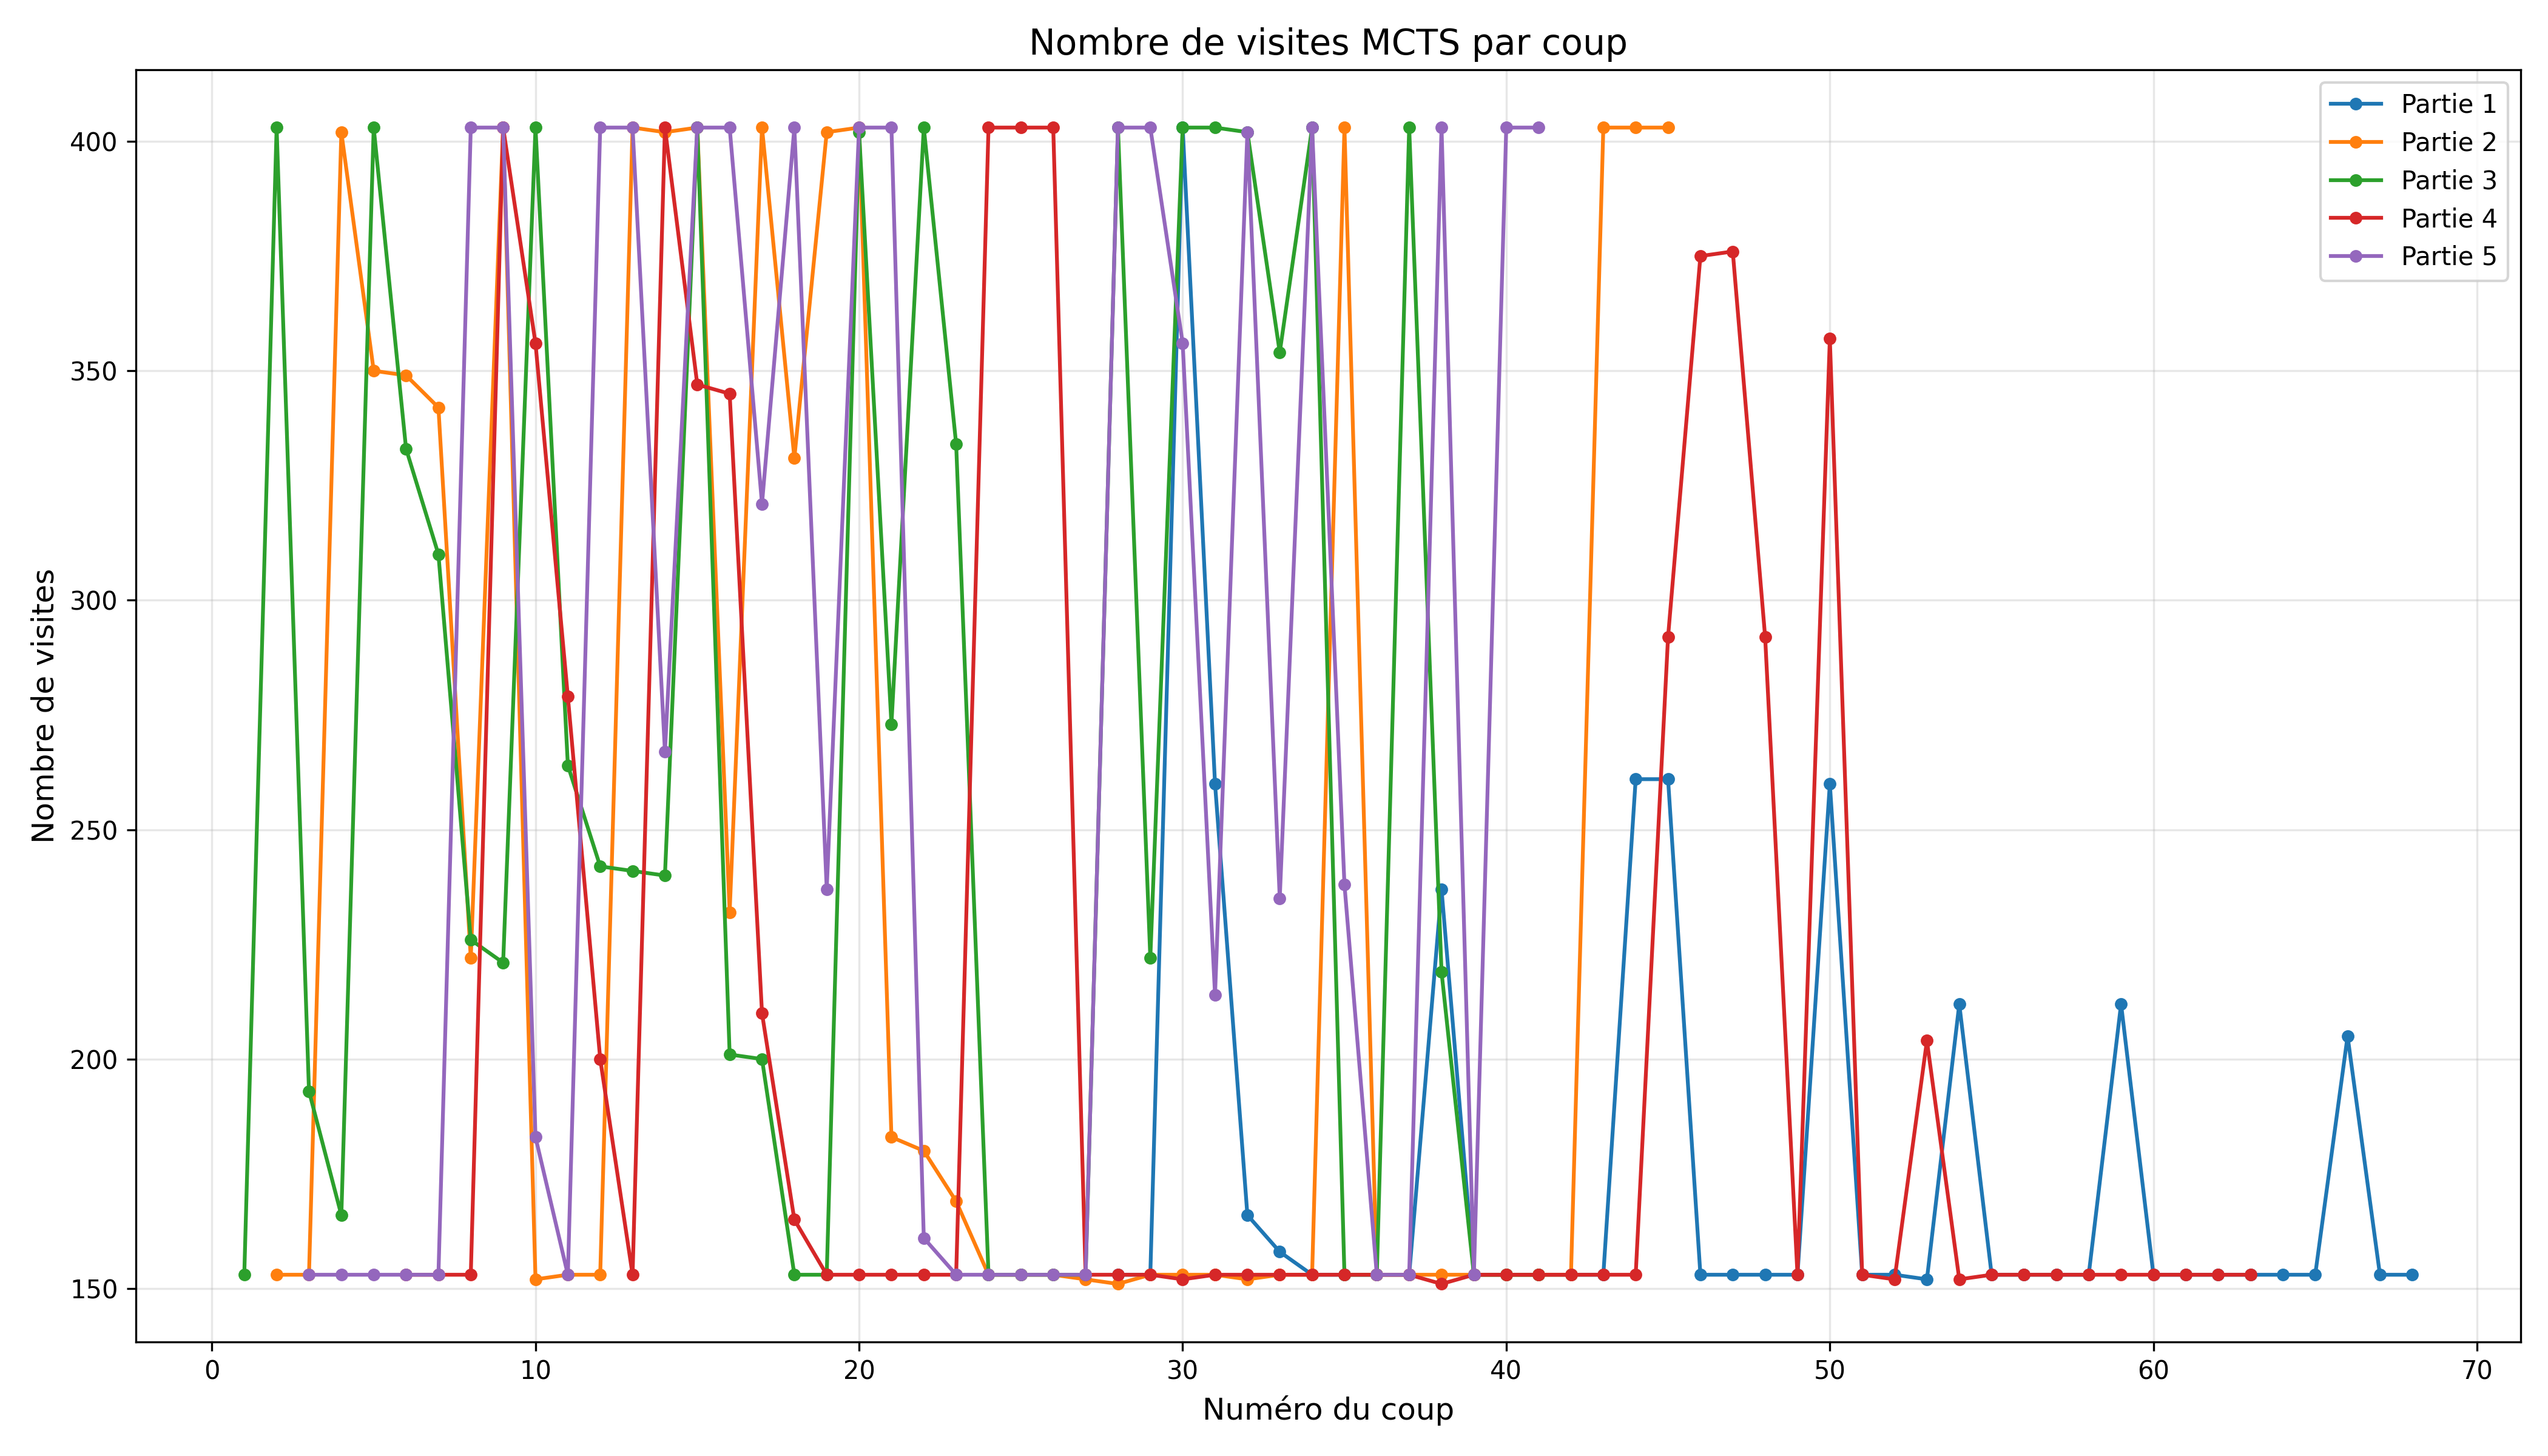 Nombre de visites MCTS par coup
Partie 1
Partie 2
Partie 3
Partie 4
Partie 5
400
350
300
250
200
150
Nombre de visites
0 10 20 30 40 50 60 70
Numéro du coup